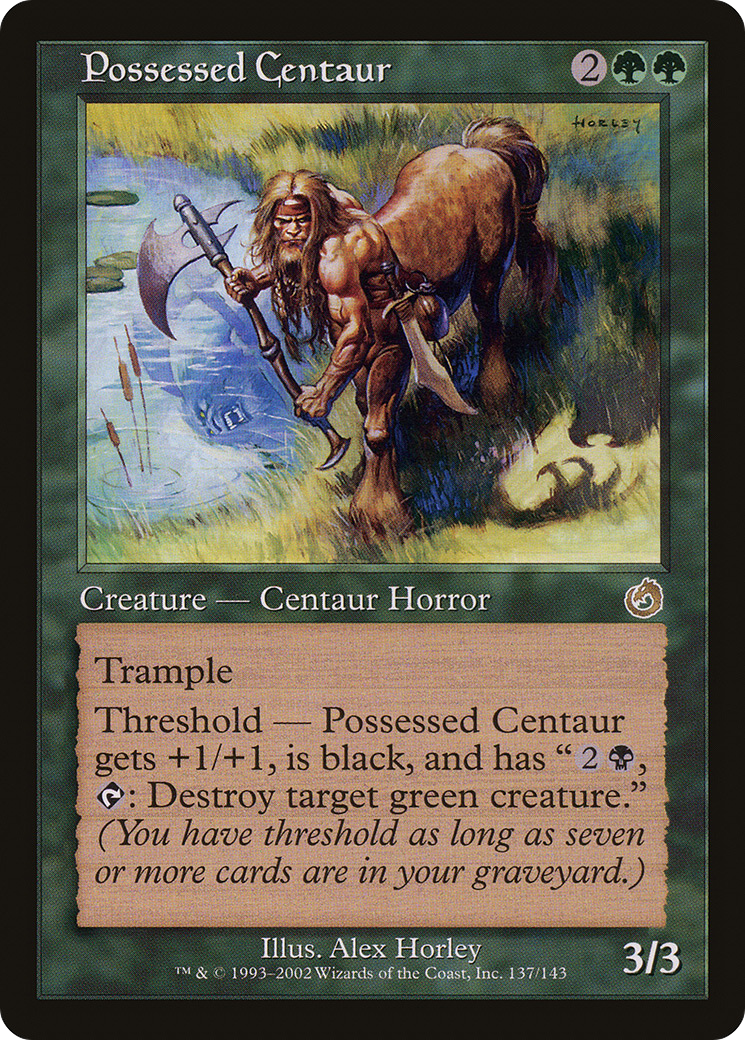 Possessed Centaur 2
HORLEY
Creature — Centaur Horror
Trample
Threshold — Possessed Centaur
gets +1/+1, is black, and has “ 2 ,
: Destroy target green creature.”
(You have threshold as long as seven
or more cards are in your graveyard.)
Illus. Alex Horley
™ & © 1993–2002 Wizards of the Coast, Inc. 137/143
3/3